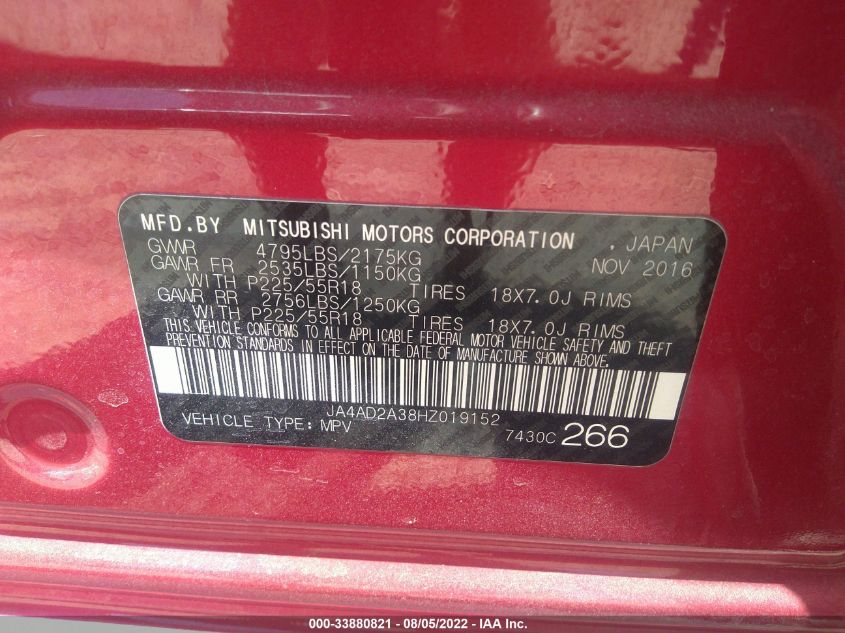 MFD.BY MITSUBISHI MOTORS CORPORATION . JAPAN
GVWR 4795LBS/2175KG NOV 2016
GAWR FR 2535LBS/1150KG
WITH P225/55R18 TIRES 18X7.0J RIMS
GAWR RR 2756LBS/1250KG
WITH P225/55R18 TIRES 18X7.0J RIMS
THIS VEHICLE CONFORMS TO ALL APPLICABLE FEDERAL MOTOR VEHICLE SAFETY AND THEFT
PREVENTION STANDARDS IN EFFECT ON THE DATE OF MANUFACTURE SHOWN ABOVE.
JA4AD2A38HZ019152
VEHICLE TYPE:MPV 7430C 266
000-33880821 - 08/05/2022 - IAA Inc.